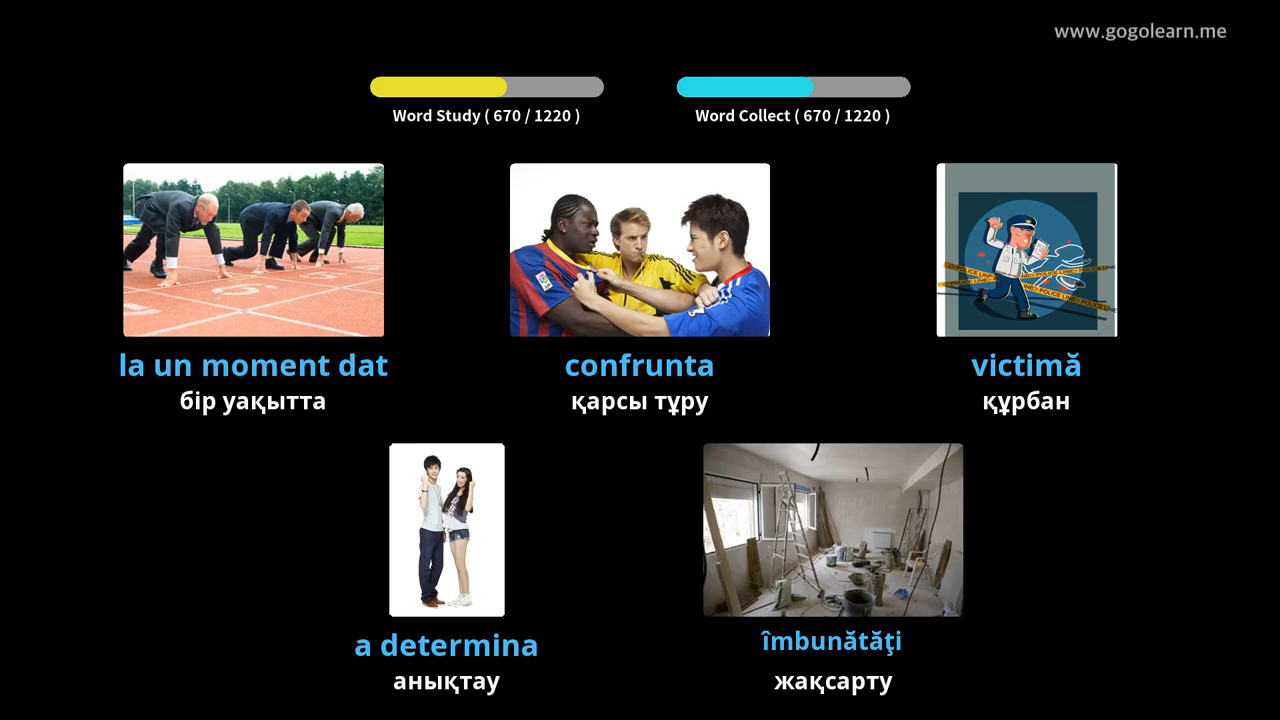 www.gogolearn.me
Word Study ( 670 / 1220 )
Word Collect ( 670 / 1220 )
la un moment dat
бір уақытта
confrunta
қарсы тұру
victimă
құрбан
a determina
анықтау
îmbunătăţi
жақсарту